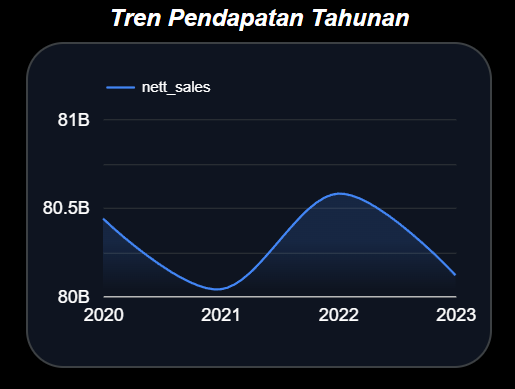 Tren Pendapatan Tahunan
nett_sales
81B
80.5B
80B
2020 2021 2022 2023